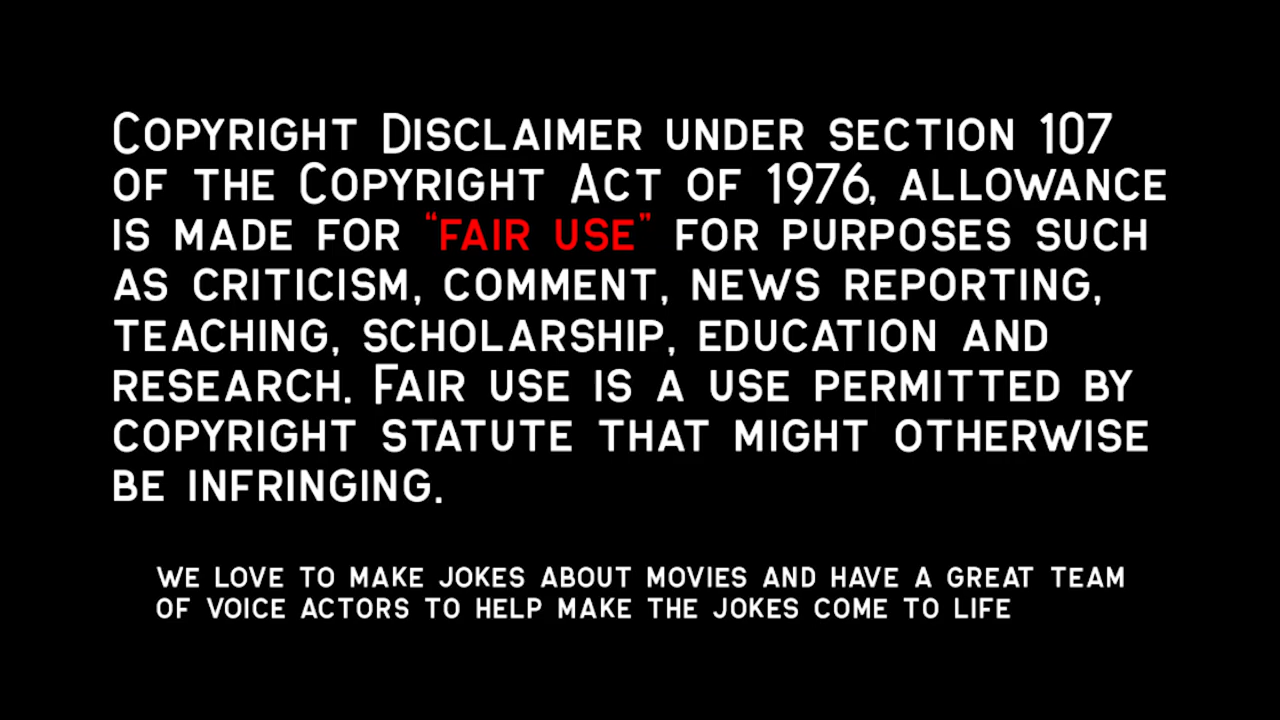 Copyright Disclaimer under section 107
of the Copyright Act of 1976, allowance
is made for “fair use” for purposes such
as criticism, comment, news reporting,
teaching, scholarship, education and
research. Fair use is a use permitted by
copyright statute that might otherwise
be infringing.
we love to make jokes about movies and have a great team
of voice actors to help make the jokes come to life